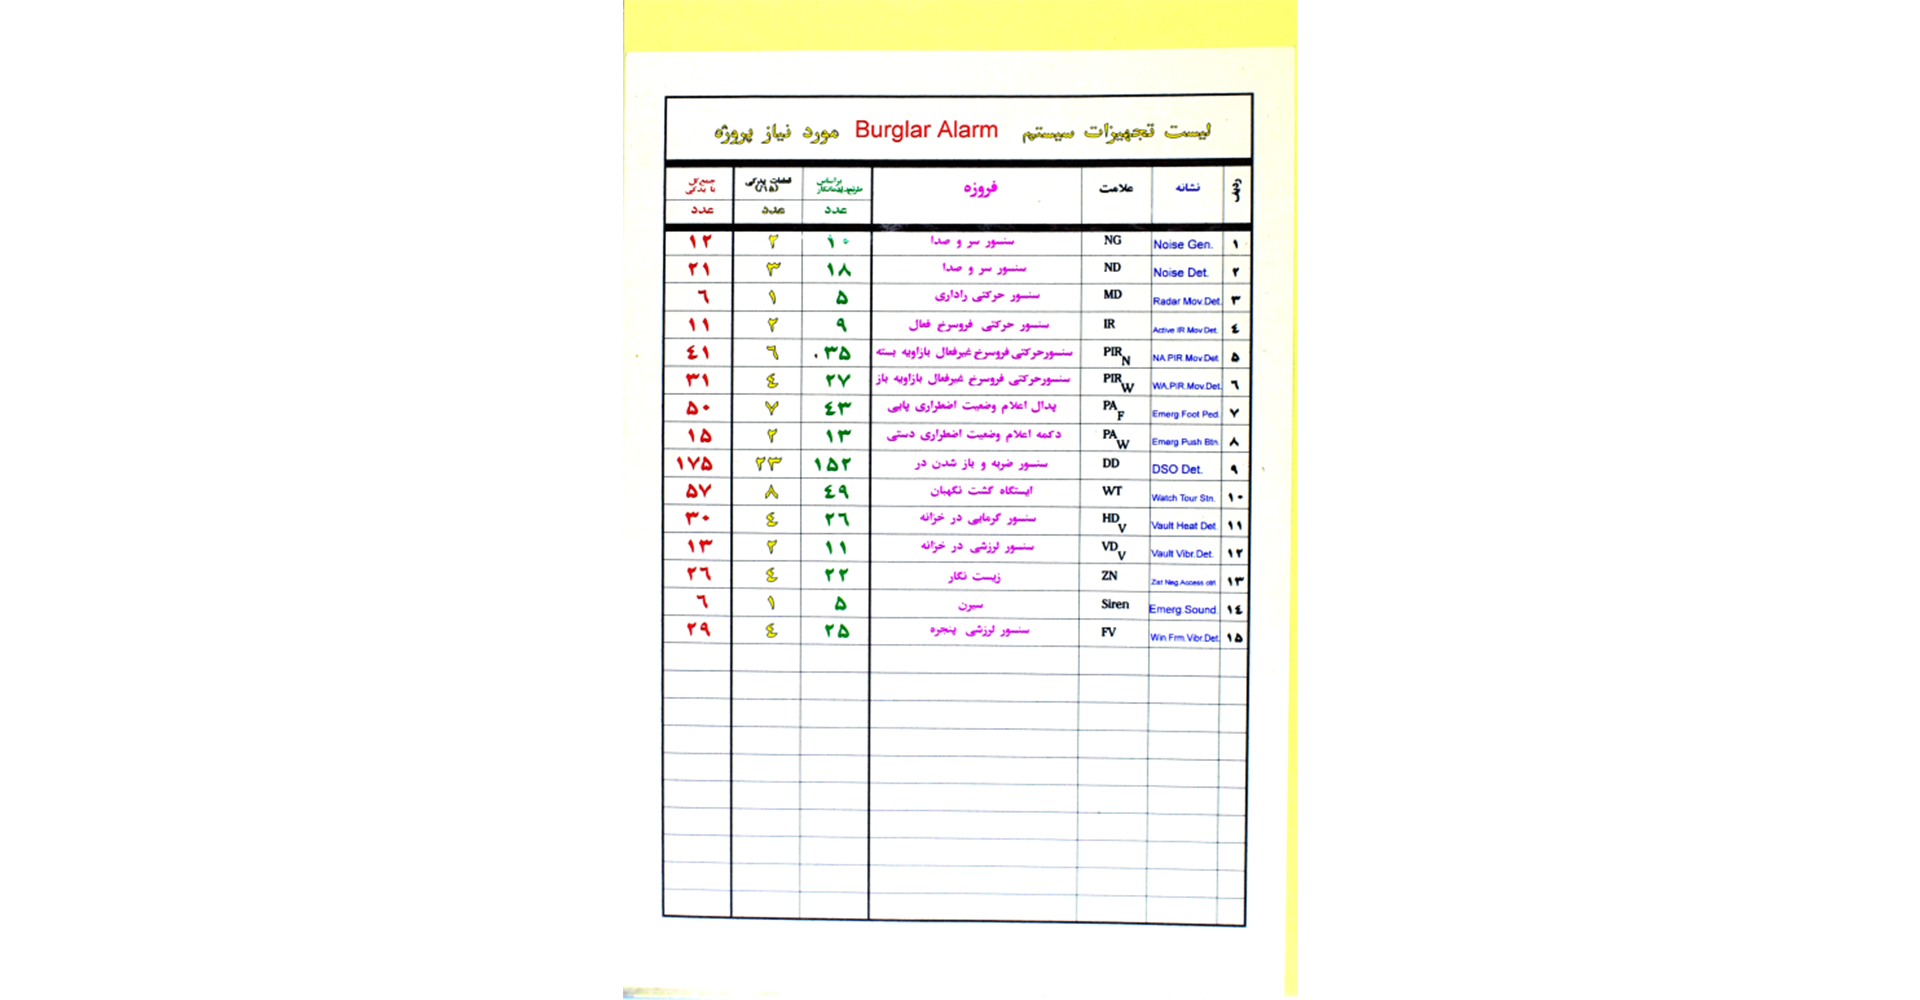 لیست تجهیزات سیستم Burglar Alarm مورد نیاز پروژه
ردیف نشانه علامت فروزه براساس قطعات یدکی (٪۱۵) جمع کل با یدکی
عدد عدد عدد
۱ Noise Gen. NG سنسور سر و صدا ۱۰ ۲ ۱۲
۲ Noise Det. ND سنسور سر و صدا ۱۸ ۳ ۲۱
۳ Radar Mov.Det. MD سنسور حرکتی راداری ۵ ۱ ٦
٤ Active IR Mov Det. IR سنسور حرکتی فروسرخ فعال ۹ ۲ ۱۱
۵ NA PIR Mov Det. PIR N سنسورحرکتی فروسرخ غیرفعال بازاویه بسته ۳۵ ٦ ٤۱
٦ WA.PIR.Mov.Det. PIR W سنسورحرکتی فروسرخ غیرفعال بازاویه باز ۲۷ ٤ ۳۱
۷ Emerg Foot Ped. PA F پدال اعلام وضعیت اضطراری پایی ٤۳ ۷ ۵۰
۸ Emerg Push Btn. PA W دکمه اعلام وضعیت اضطراری دستی ۱۳ ۲ ۱۵
۹ DSO Det. DD سنسور ضربه و باز شدن در ۱۵۲ ۲۳ ۱۷۵
۱۰ Watch Tour Stn. WT ایستگاه گشت نگهبان ٤۹ ۸ ۵۷
۱۱ Vault Heat Det. HD V سنسور گرمایی در خزانه ۲٦ ٤ ۳۰
۱۲ Vault Vibr.Det. VD V سنسور لرزشی در خزانه ۱۱ ۲ ۱۳
۱۳ Zist Neg.Access ctrl. ZN زیست نگار ۲۲ ٤ ۲٦
۱٤ Emerg.Sound. Siren سیرن ۵ ۱ ٦
۱۵ Win Frm.Vibr.Det. FV سنسور لرزشی پنجره ۲۵ ٤ ۲۹